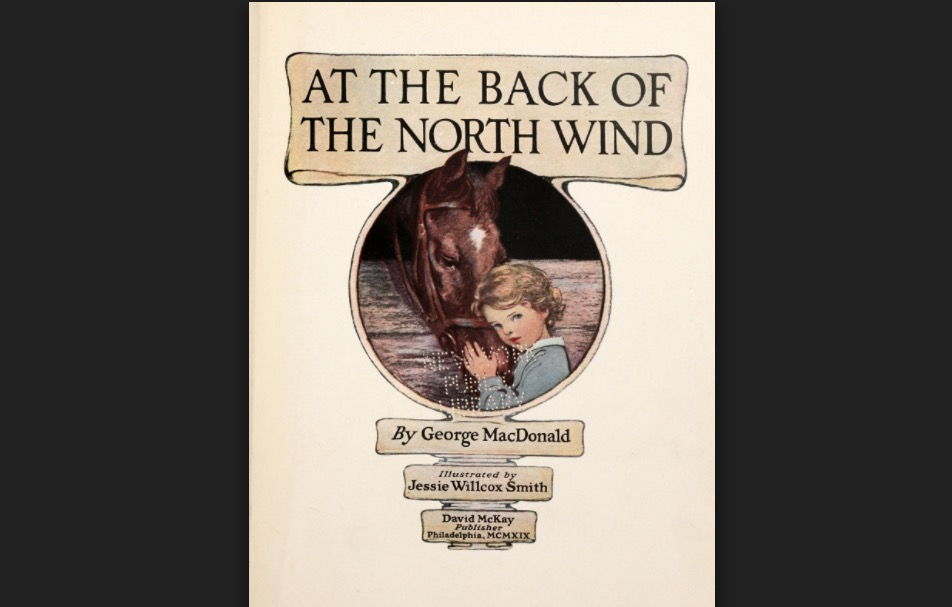 AT THE BACK OF
THE NORTH WIND
By George MacDonald
Illustrated by
Jessie Willcox Smith
David McKay
Publisher
Philadelphia, MCMXIX